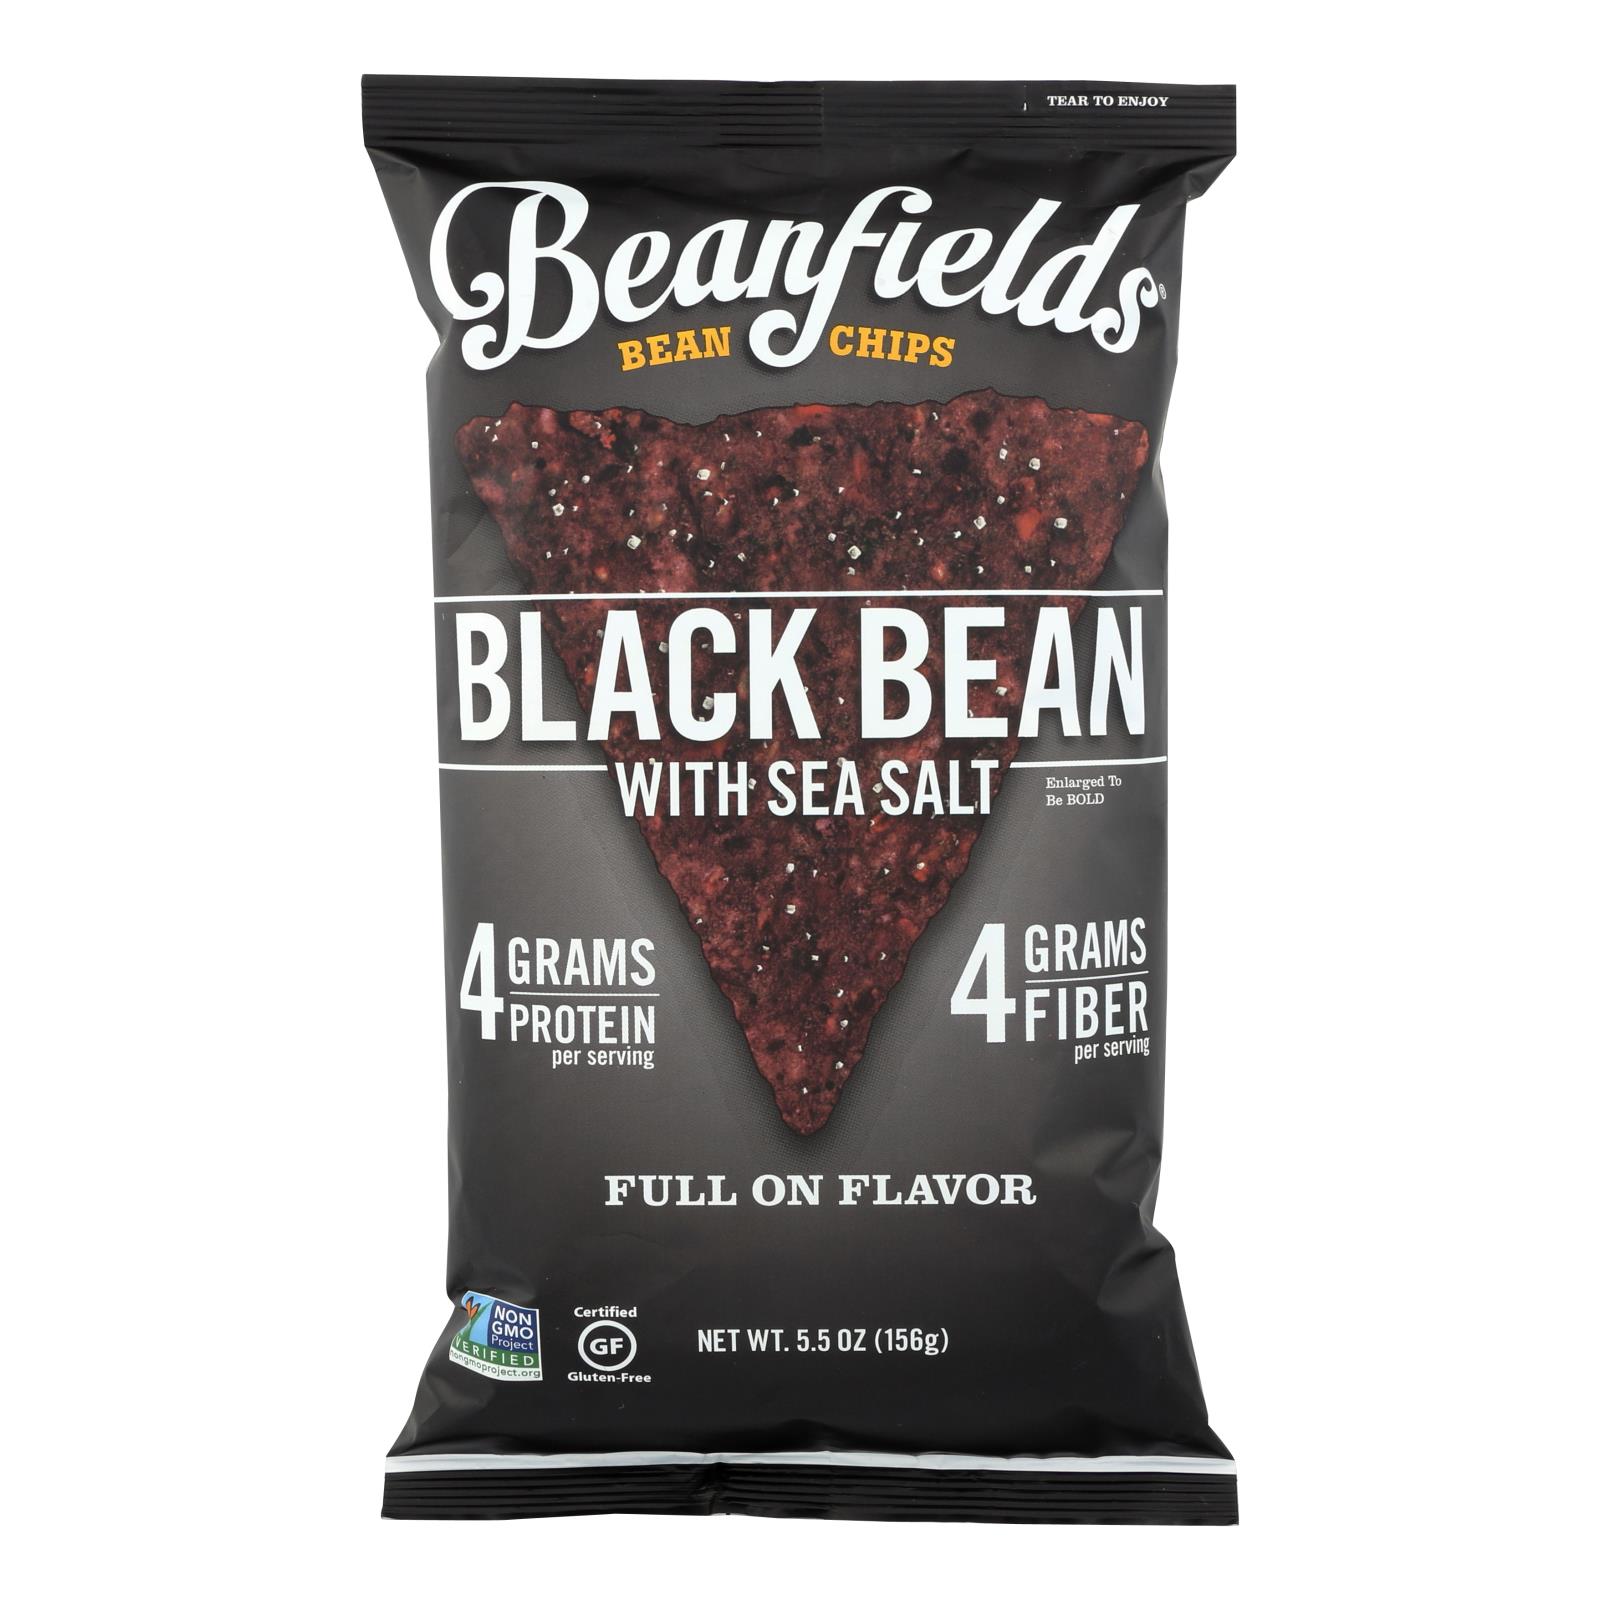 TEAR TO ENJOY
Beanfields®
BEAN CHIPS
BLACK BEAN
WITH SEA SALT
Enlarged To
Be BOLD
4 GRAMS
PROTEIN
per serving
4 GRAMS
FIBER
per serving
FULL ON FLAVOR
NON
GMO
Project
VERIFIED
nongmoproject.org
Certified
GF
Gluten-Free
NET WT. 5.5 OZ (156g)